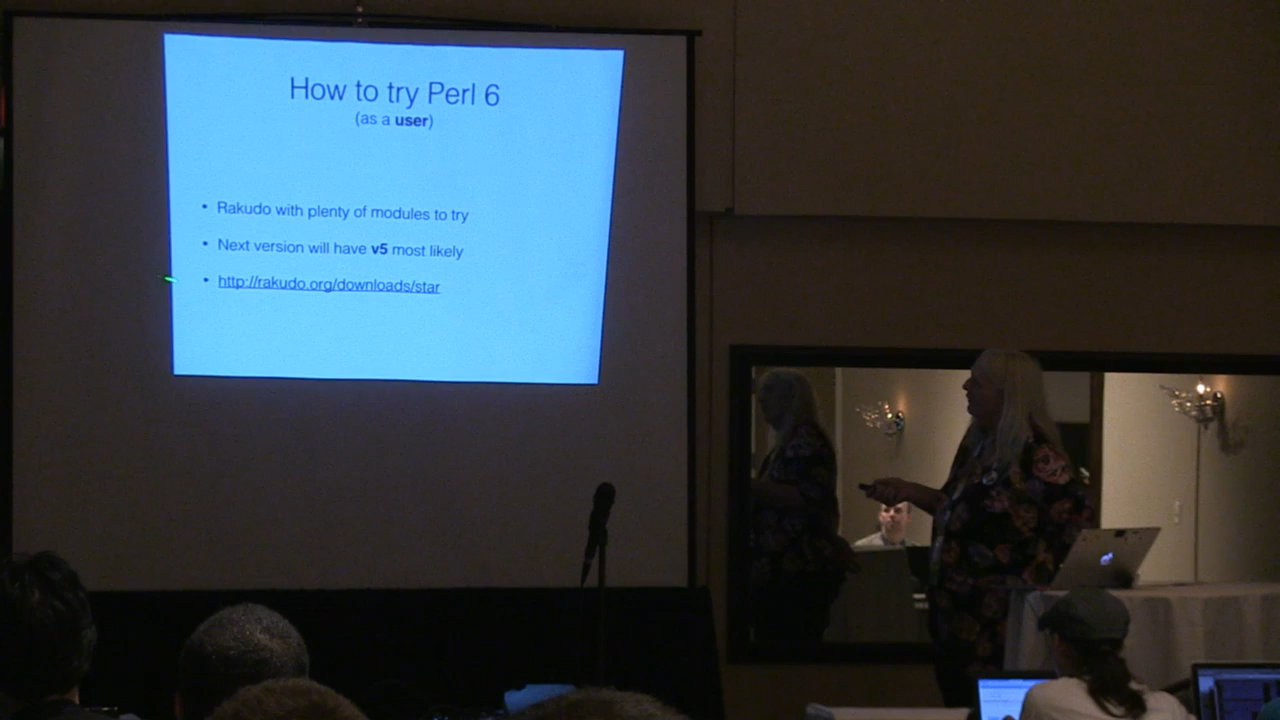 How to try Perl 6
(as a user)
• Rakudo with plenty of modules to try
• Next version will have v5 most likely
• http://rakudo.org/downloads/star